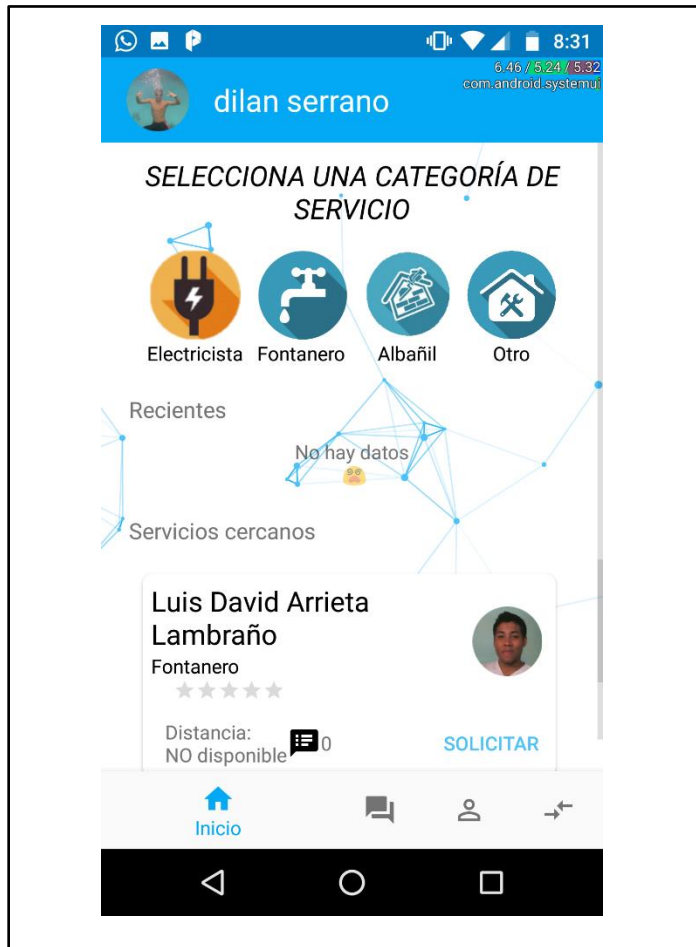 8:31
6.46 / 5.24 / 5.32
com.android.systemui
dilan serrano
SELECCIONA UNA CATEGORÍA DE
SERVICIO
Electricista Fontanero Albañil Otro
Recientes
No hay datos
Servicios cercanos
Luis David Arrieta
Lambraño
Fontanero
Distancia:
NO disponible 0 SOLICITAR
Inicio